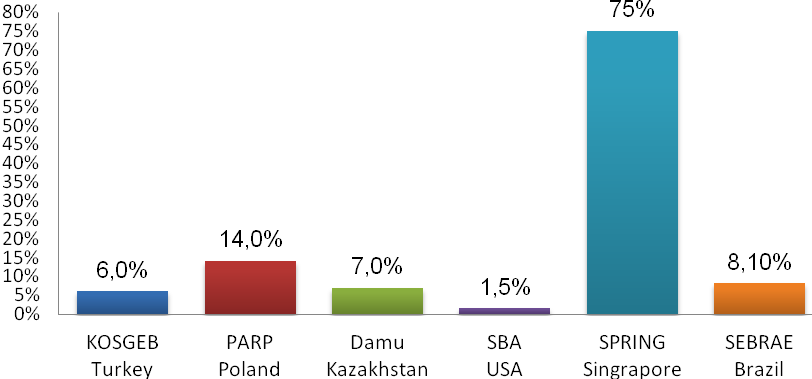 80%
75%
70%
65%
60%
55%
50%
45%
40%
35%
30%
25%
20%
15%
10%
5%
0%
6,0%
14,0%
7,0%
1,5%
75%
8,10%
KOSGEB
Turkey
PARP
Poland
Damu
Kazakhstan
SBA
USA
SPRING
Singrapore
SEBRAE
Brazil